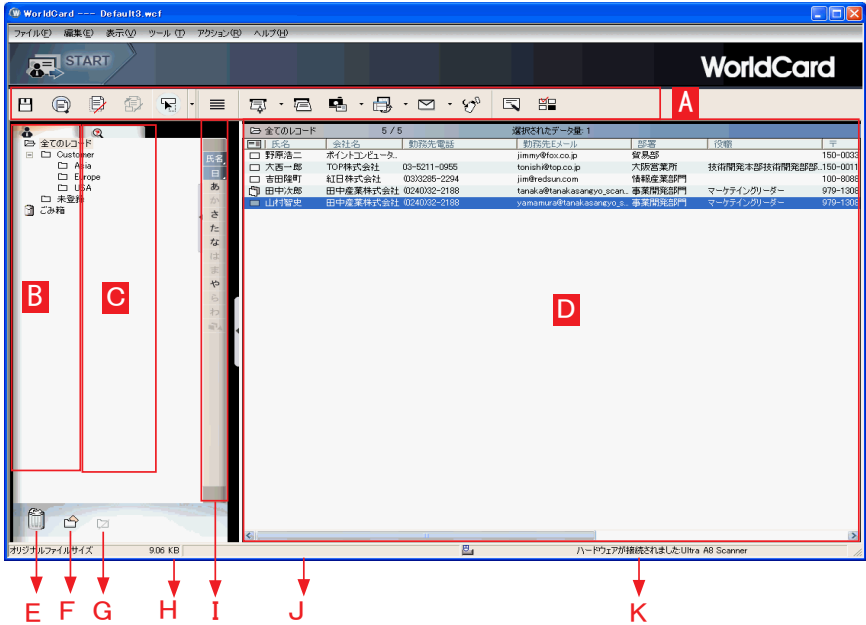 WorldCard --- Default3.wcf
ファイル(F) 編集(E) 表示(V) ツール(T) アクション(R) ヘルプ(H)
START
WorldCard
A
全てのレコード
Customer
Asia
Europe
USA
未登録
ごみ箱
B
C
氏名
日
あ
か
さ
た
な
は
ま
や
ら
わ
全てのレコード 5 / 5 選択されたデータ量: 1
氏名 会社名 勤務先電話 勤務先Eメール 部署 役職 〒
野原浩二 ポイントコンピュータ.. jimmy@fox.co.jp 貿易部 150-0033
大西一郎 TOP株式会社 03-5211-0955 tonishi@top.co.jp 大阪営業所 技術開発本部技術開発部部.. 150-0011
吉田隆町 紅日株式会社 (03)3285-2294 jim@redsun.com 情報産業部門 100-8088
田中次郎 田中産業株式会社 (0240)32-2188 tanaka@tanakasangyo_scan.. 事業開発部門 マーケテイングリーダー 979-1308
山村智史 田中産業株式会社 (0240)32-2188 yamamura@tanakasangyo_s.. 事業開発部門 マーケテイングリーダー 979-1308
D
オリジナルファイルサイズ 9.06 KB ハードウェアが接続されました:Ultra A8 Scanner
E F G H I J K